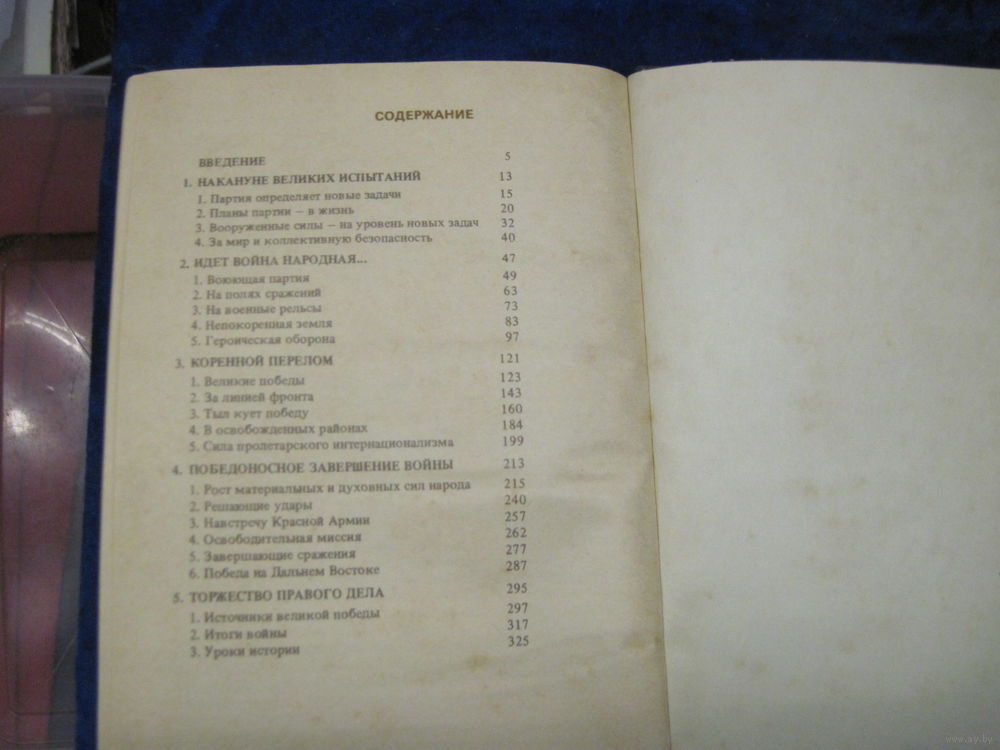 СОДЕРЖАНИЕ
ВВЕДЕНИЕ 5
1. НАКАНУНЕ ВЕЛИКИХ ИСПЫТАНИЙ 13
1. Партия определяет новые задачи 15
2. Планы партии – в жизнь 20
3. Вооруженные силы – на уровень новых задач 32
4. За мир и коллективную безопасность 40
2. ИДЕТ ВОЙНА НАРОДНАЯ... 47
1. Воюющая партия 49
2. На полях сражений 63
3. На военные рельсы 73
4. Непокоренная земля 83
5. Героическая оборона 97
3. КОРЕННОЙ ПЕРЕЛОМ 121
1. Великие победы 123
2. За линией фронта 143
3. Тыл кует победу 160
4. В освобожденных районах 184
5. Сила пролетарского интернационализма 199
4. ПОБЕДОНОСНОЕ ЗАВЕРШЕНИЕ ВОЙНЫ 213
1. Рост материальных и духовных сил народа 215
2. Решающие удары 240
3. Навстречу Красной Армии 257
4. Освободительная миссия 262
5. Завершающие сражения 277
6. Победа на Дальнем Востоке 287
5. ТОРЖЕСТВО ПРАВОГО ДЕЛА 295
1. Источники великой победы 297
2. Итоги войны 317
3. Уроки истории 325
www.ay.by